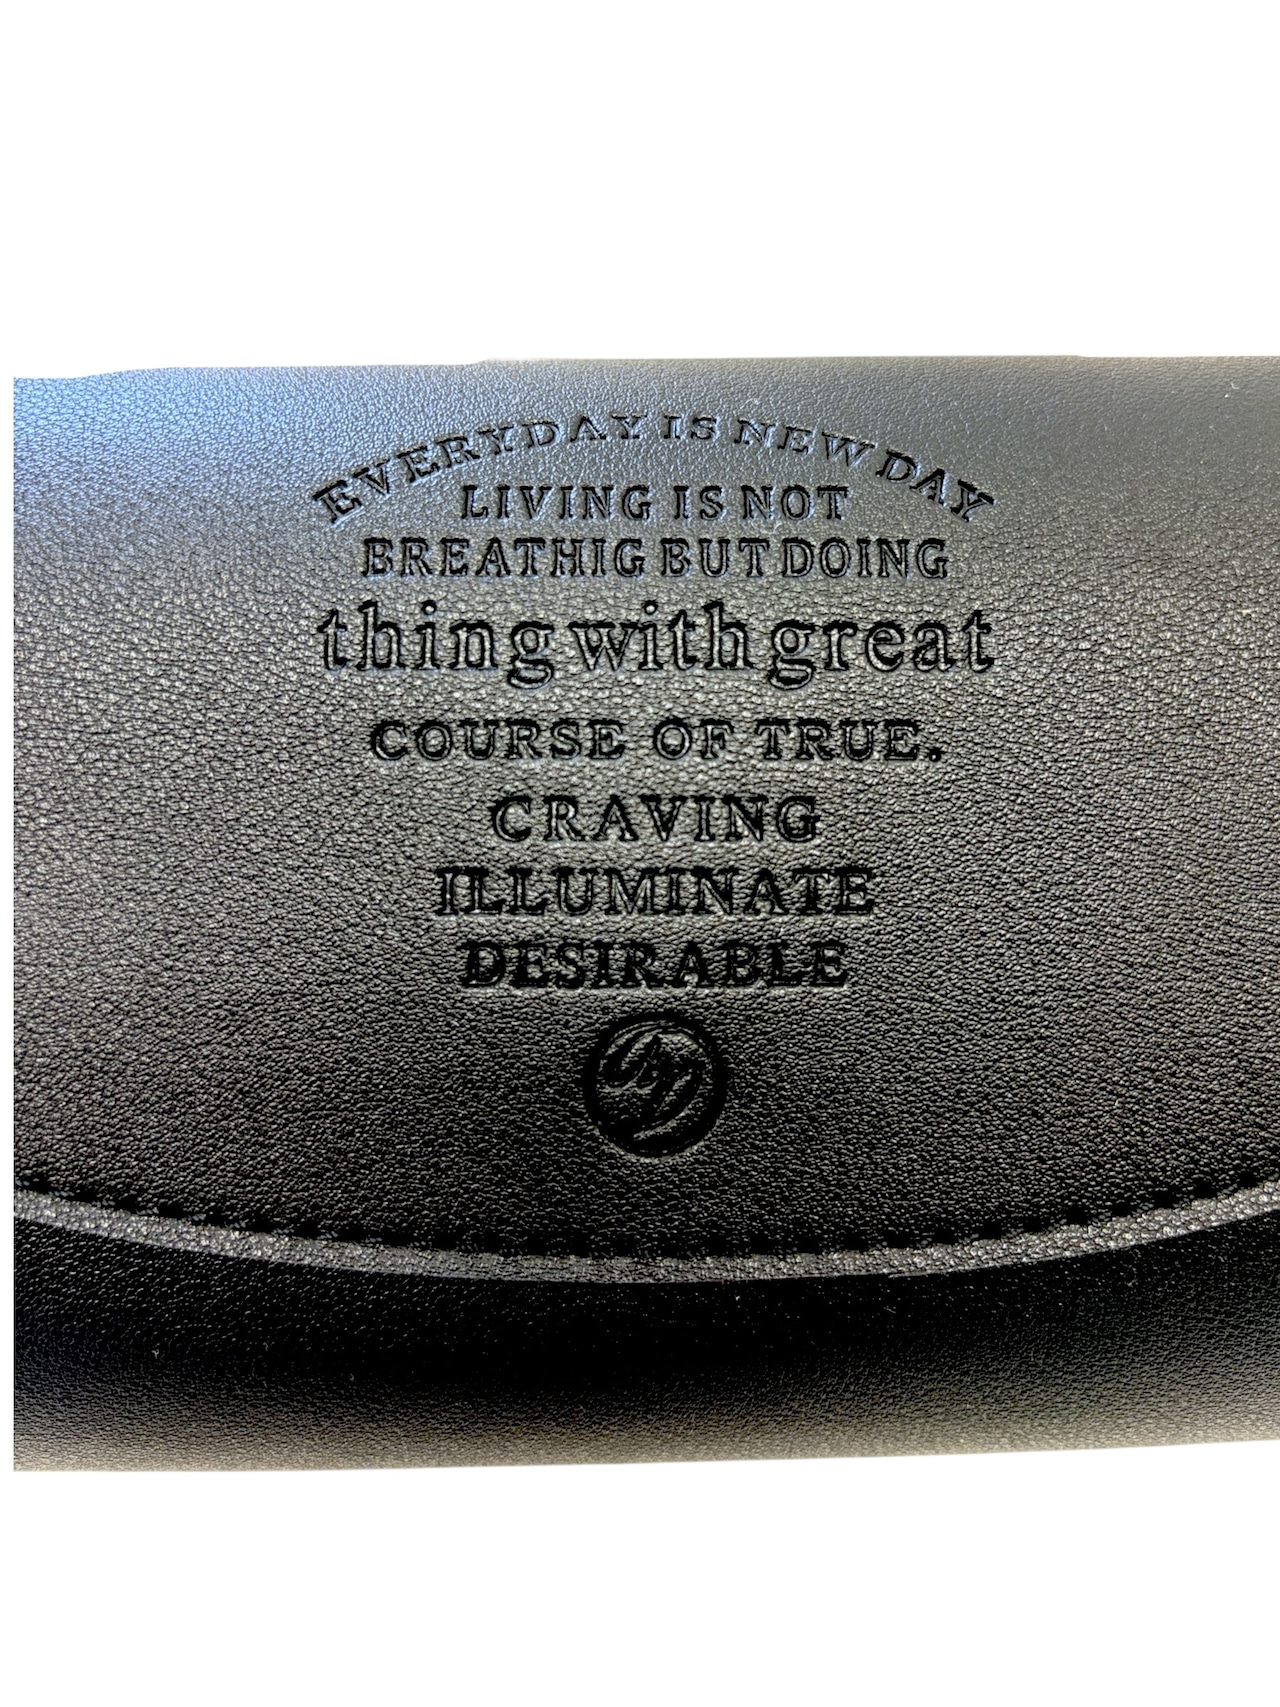 EVERYDAY IS NEW DAY
LIVING IS NOT
BREATHIG BUT DOING
thing with great
COURSE OF TRUE.
CRAVING
ILLUMINATE
DESIRABLE